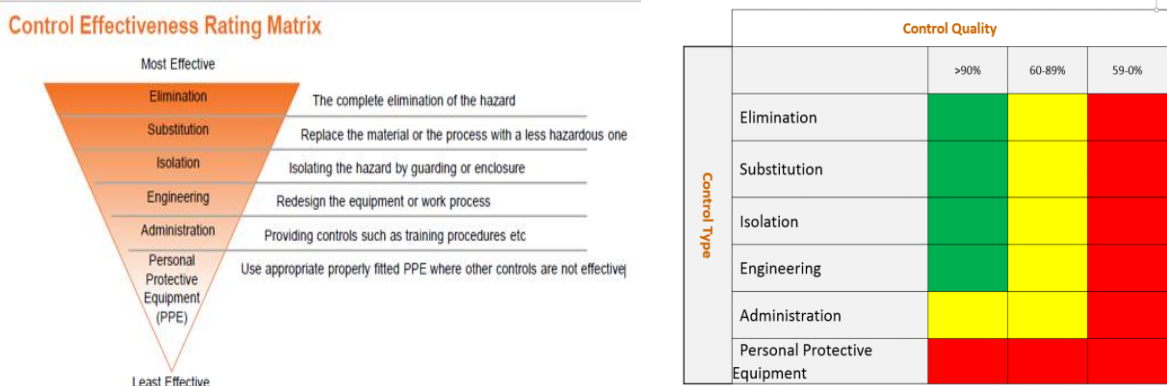 Control Effectiveness Rating Matrix
Most Effective
Elimination
The complete elimination of the hazard
Substitution
Replace the material or the process with a less hazardous one
Isolation
Isolating the hazard by guarding or enclosure
Engineering
Redesign the equipment or work process
Administration
Providing controls such as training procedures etc
Personal
Protective
Equipment
(PPE)
Use appropriate properly fitted PPE where other controls are not effective
Least Effective
Control Quality
>90%
60-89%
59-0%
Control Type
Elimination
Substitution
Isolation
Engineering
Administration
Personal Protective
Equipment